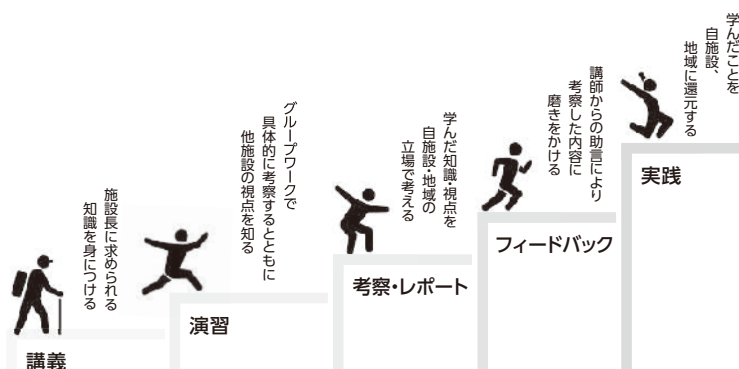 講義
施設長に求められる
知識を身につける
演習
グループワークで
具体的に考察するとともに
他施設の視点を知る
考察・レポート
学んだ知識・視点を
自施設・地域の
立場で考える
フィードバック
講師からの助言により
考察した内容に
磨きをかける
実践
学んだことを
自施設、
地域に還元する